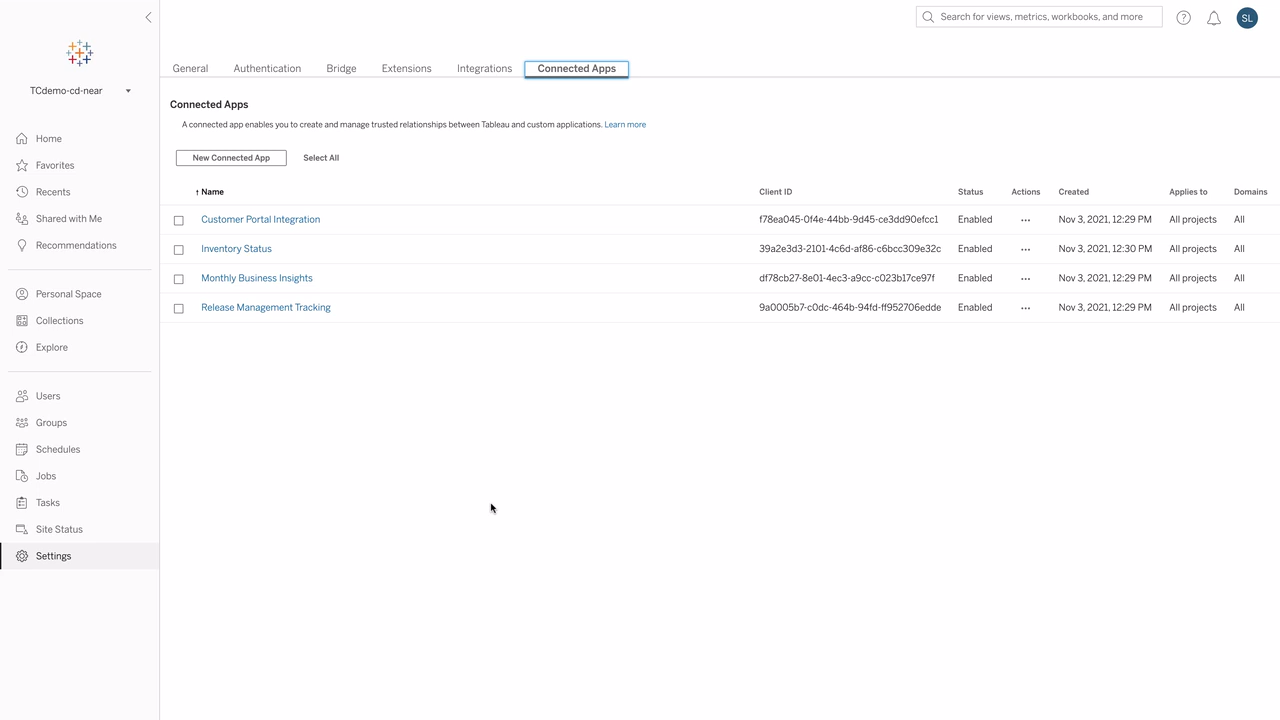 Search for views, metrics, workbooks, and more
SL
TCdemo-cd-near
General Authentication Bridge Extensions Integrations Connected Apps
Connected Apps
A connected app enables you to create and manage trusted relationships between Tableau and custom applications. Learn more
New Connected App Select All
Home
Favorites
Recents
Shared with Me
Recommendations
Personal Space
Collections
Explore
Users
Groups
Schedules
Jobs
Tasks
Site Status
Settings
↑ Name Client ID Status Actions Created Applies to Domains
Customer Portal Integration f78ea045-0f4e-44bb-9d45-ce3dd90efcc1 Enabled ... Nov 3, 2021, 12:29 PM All projects All
Inventory Status 39a2e3d3-2101-4c6d-af86-c6bcc309e32c Enabled ... Nov 3, 2021, 12:30 PM All projects All
Monthly Business Insights df78cb27-8e01-4ec3-a9cc-c023b17ce97f Enabled ... Nov 3, 2021, 12:29 PM All projects All
Release Management Tracking 9a0005b7-c0dc-464b-94fd-ff952706edde Enabled ... Nov 3, 2021, 12:29 PM All projects All